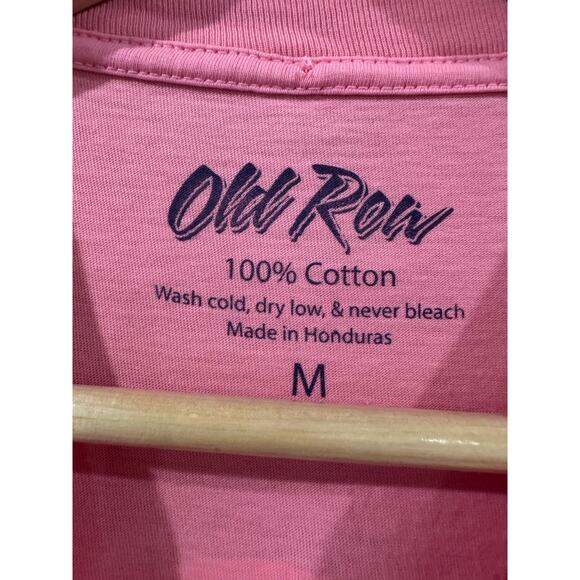 Old Row
100% Cotton
Wash cold, dry low, & never bleach
Made in Honduras
M